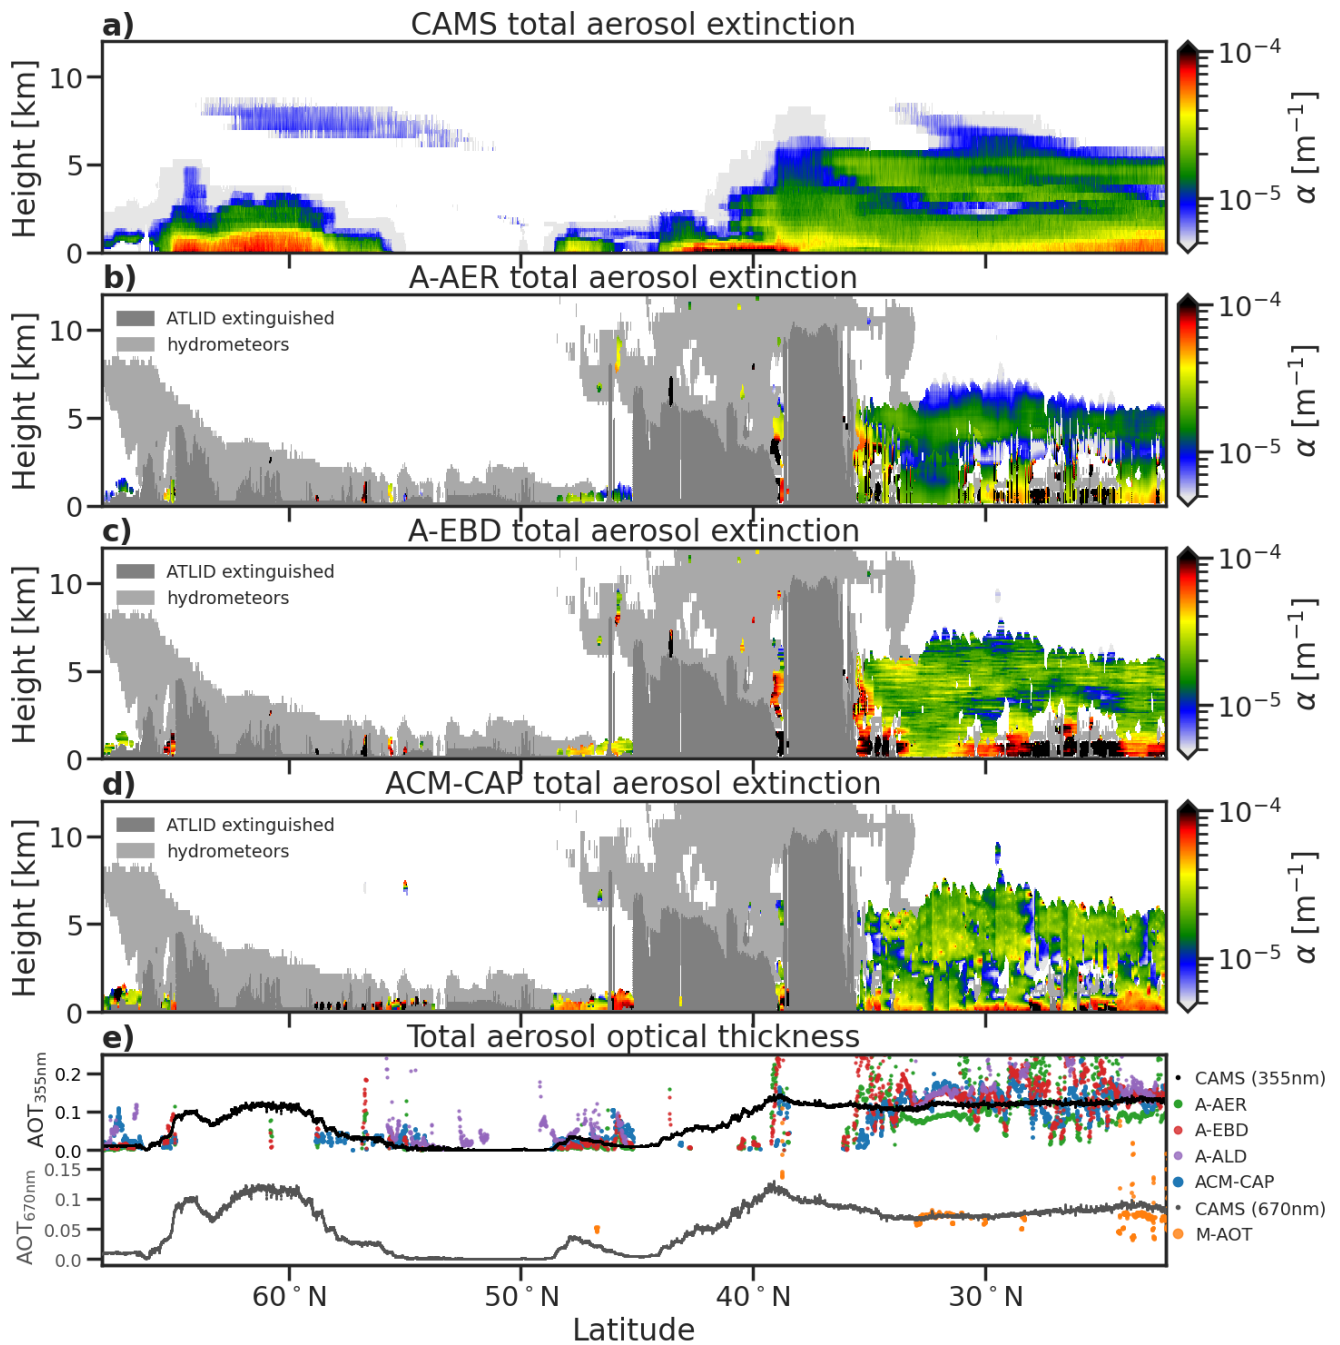 a) CAMS total aerosol extinction
Height [km]
10
5
0
10⁻⁴
10⁻⁵
α [m⁻¹]
b) A-AER total aerosol extinction
ATLID extinguished
hydrometeors
Height [km]
10
5
0
10⁻⁴
10⁻⁵
α [m⁻¹]
c) A-EBD total aerosol extinction
ATLID extinguished
hydrometeors
Height [km]
10
5
0
10⁻⁴
10⁻⁵
α [m⁻¹]
d) ACM-CAP total aerosol extinction
ATLID extinguished
hydrometeors
Height [km]
10
5
0
10⁻⁴
10⁻⁵
α [m⁻¹]
e) Total aerosol optical thickness
AOT355nm
0.2
0.1
0.0
AOT670nm
0.15
0.1
0.05
0.0
CAMS (355nm)
A-AER
A-EBD
A-ALD
ACM-CAP
CAMS (670nm)
M-AOT
60°N 50°N 40°N 30°N
Latitude